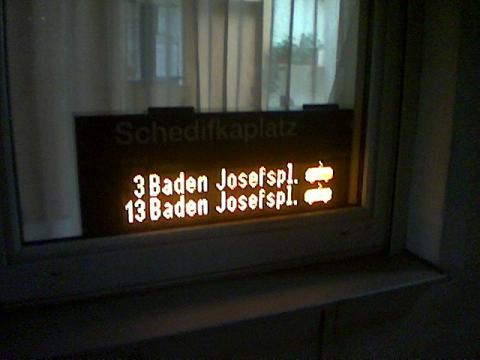 Schedifkaplatz
3 Baden Josefspl.
13 Baden Josefspl.